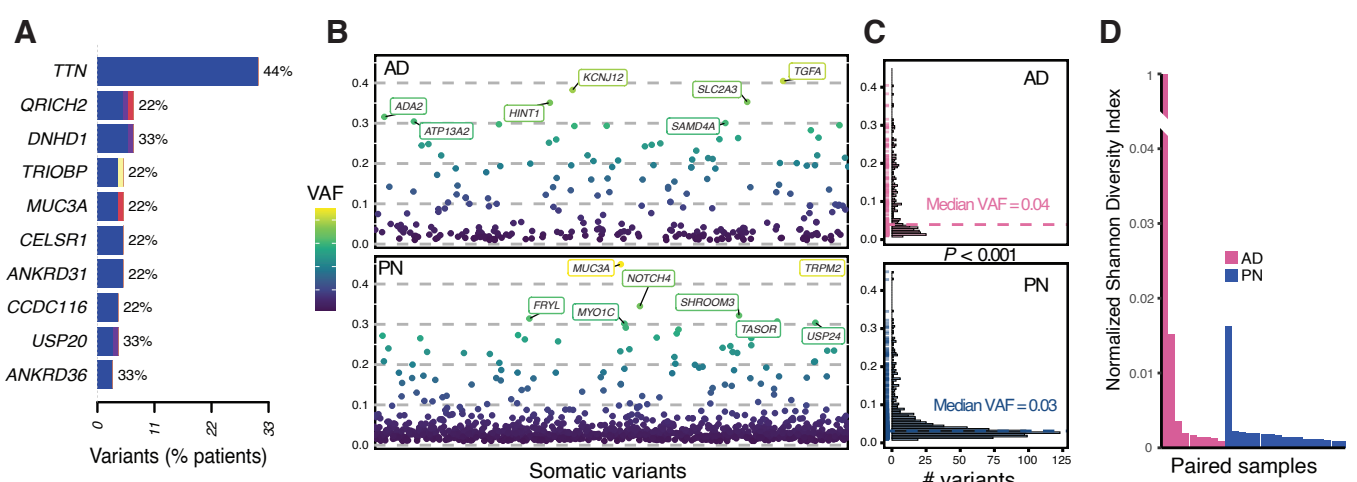 A
TTN
44%
QRICH2
22%
DNHD1
33%
TRIOBP
22%
MUC3A
22%
CELSR1
22%
ANKRD31
22%
CCDC116
22%
USP20
33%
ANKRD36
33%
0
11
22
33
Variants (% patients)
B
VAF
AD
0.4
0.3
0.2
0.1
0.0
TGFA
KCNJ12
SLC2A3
ADA2
HINT1
ATP13A2
SAMD4A
PN
0.4
0.3
0.2
0.1
0.0
MUC3A
TRPM2
NOTCH4
FRYL
SHROOM3
MYO1C
TASOR
USP24
Somatic variants
C
AD
0.4
0.3
0.2
0.1
0.0
Median VAF = 0.04
P < 0.001
PN
0.4
0.3
0.2
0.1
0.0
Median VAF = 0.03
0 25 50 75 100 125
# variants
D
Normalized Shannon Diversity Index
1
0.04
0.03
0.02
0.01
0
AD
PN
Paired samples